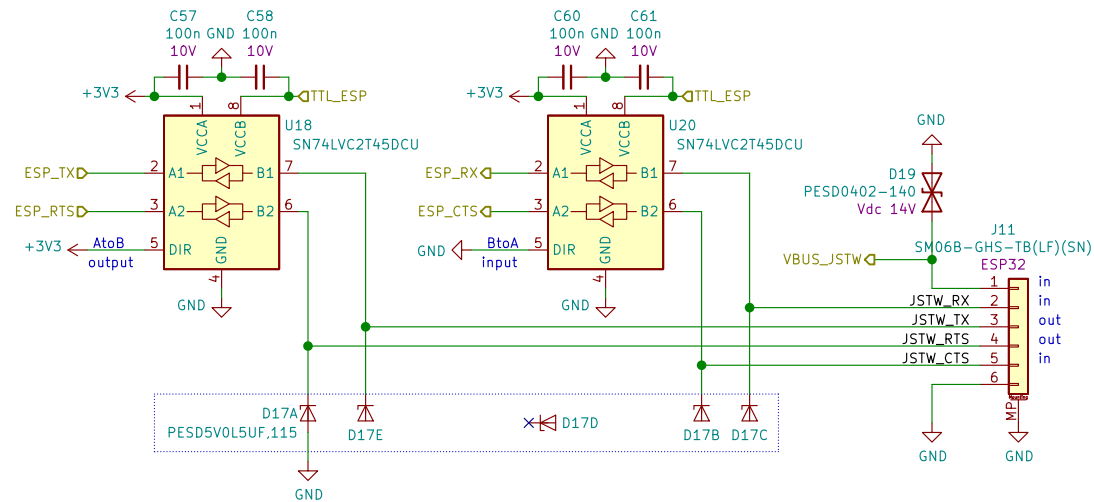 C57
100n
10V
GND
C58
100n
10V
+3V3
TTL_ESP
1
8
VCCA
VCCB
U18
SN74LVC2T45DCU
ESP_TX
2
A1
B1
7
ESP_RTS
3
A2
B2
6
+3V3
AtoB
output
5
DIR
GND
4
GND
C60
100n
10V
GND
C61
100n
10V
+3V3
TTL_ESP
1
8
VCCA
VCCB
U20
SN74LVC2T45DCU
ESP_RX
2
A1
B1
7
ESP_CTS
3
A2
B2
6
GND
BtoA
input
5
DIR
GND
4
GND
GND
D19
PESD0402-140
Vdc 14V
VBUS_JSTW
J11
SM06B-GHS-TB(LF)(SN)
ESP32
1
in
JSTW_RX
2
in
JSTW_TX
3
out
JSTW_RTS
4
out
JSTW_CTS
5
in
6
MP
GND
GND
D17A
PESD5V0L5UF,115
D17E
D17D
D17B
D17C
GND